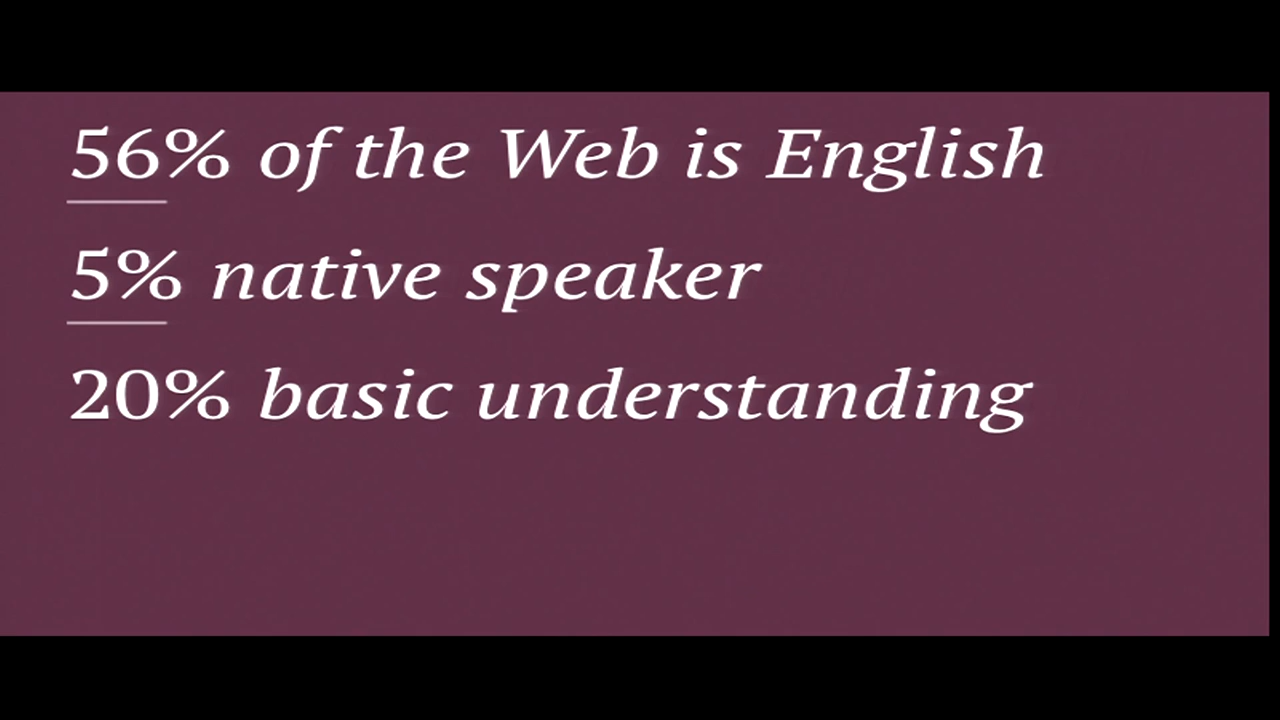 56% of the Web is English
5% native speaker
20% basic understanding